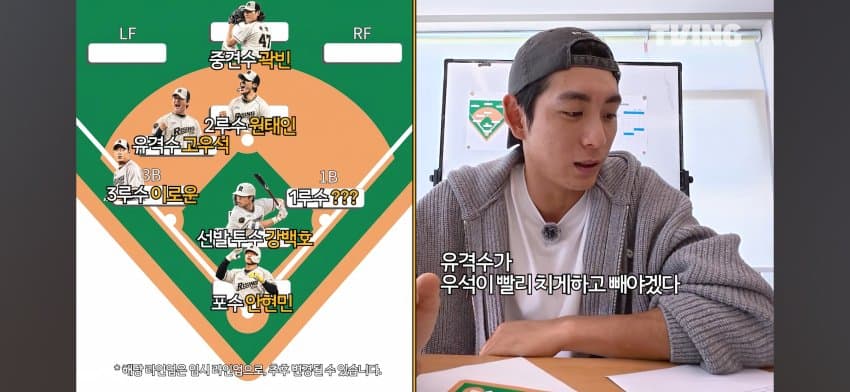 LF
RF
47
중견수 곽빈
2루수 원태인
유격수 고우석
3B
1B
3루수 이로운
1루수 ???
선발 투수 강백호
포수 안현민
* 해당 라인업은 임시 라인업으로, 추후 변경될 수 있습니다.
TVING
유격수가
우석이 빨리 치게하고 빼야겠다